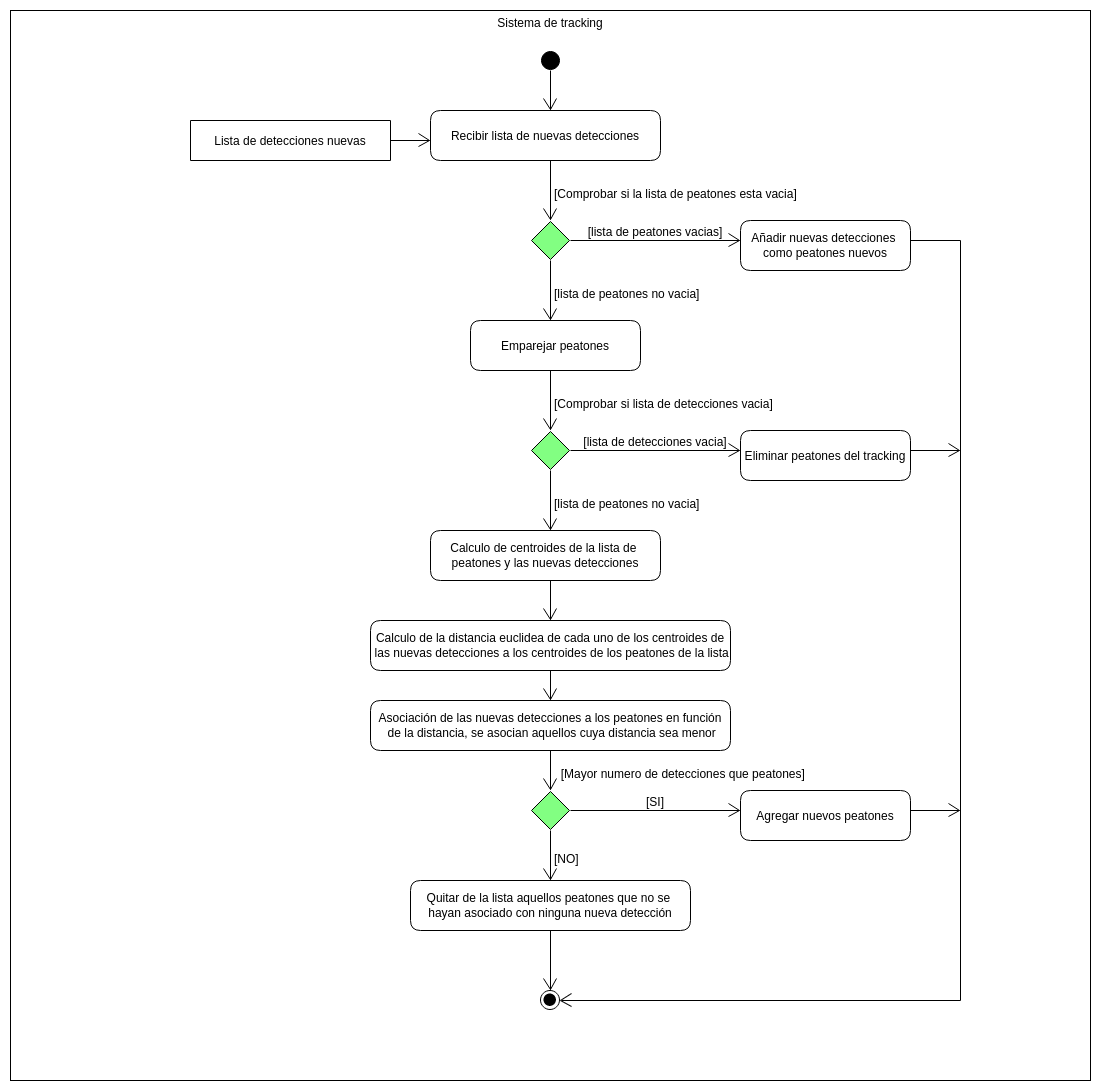 Sistema de tracking
Lista de detecciones nuevas
Recibir lista de nuevas detecciones
[Comprobar si la lista de peatones esta vacia]
[lista de peatones vacias]
Añadir nuevas detecciones
como peatones nuevos
[lista de peatones no vacia]
Emparejar peatones
[Comprobar si lista de detecciones vacia]
[lista de detecciones vacia]
Eliminar peatones del tracking
[lista de peatones no vacia]
Calculo de centroides de la lista de
peatones y las nuevas detecciones
Calculo de la distancia euclidea de cada uno de los centroides de
las nuevas detecciones a los centroides de los peatones de la lista
Asociación de las nuevas detecciones a los peatones en función
de la distancia, se asocian aquellos cuya distancia sea menor
[Mayor numero de detecciones que peatones]
[SI]
Agregar nuevos peatones
[NO]
Quitar de la lista aquellos peatones que no se
hayan asociado con ninguna nueva detección